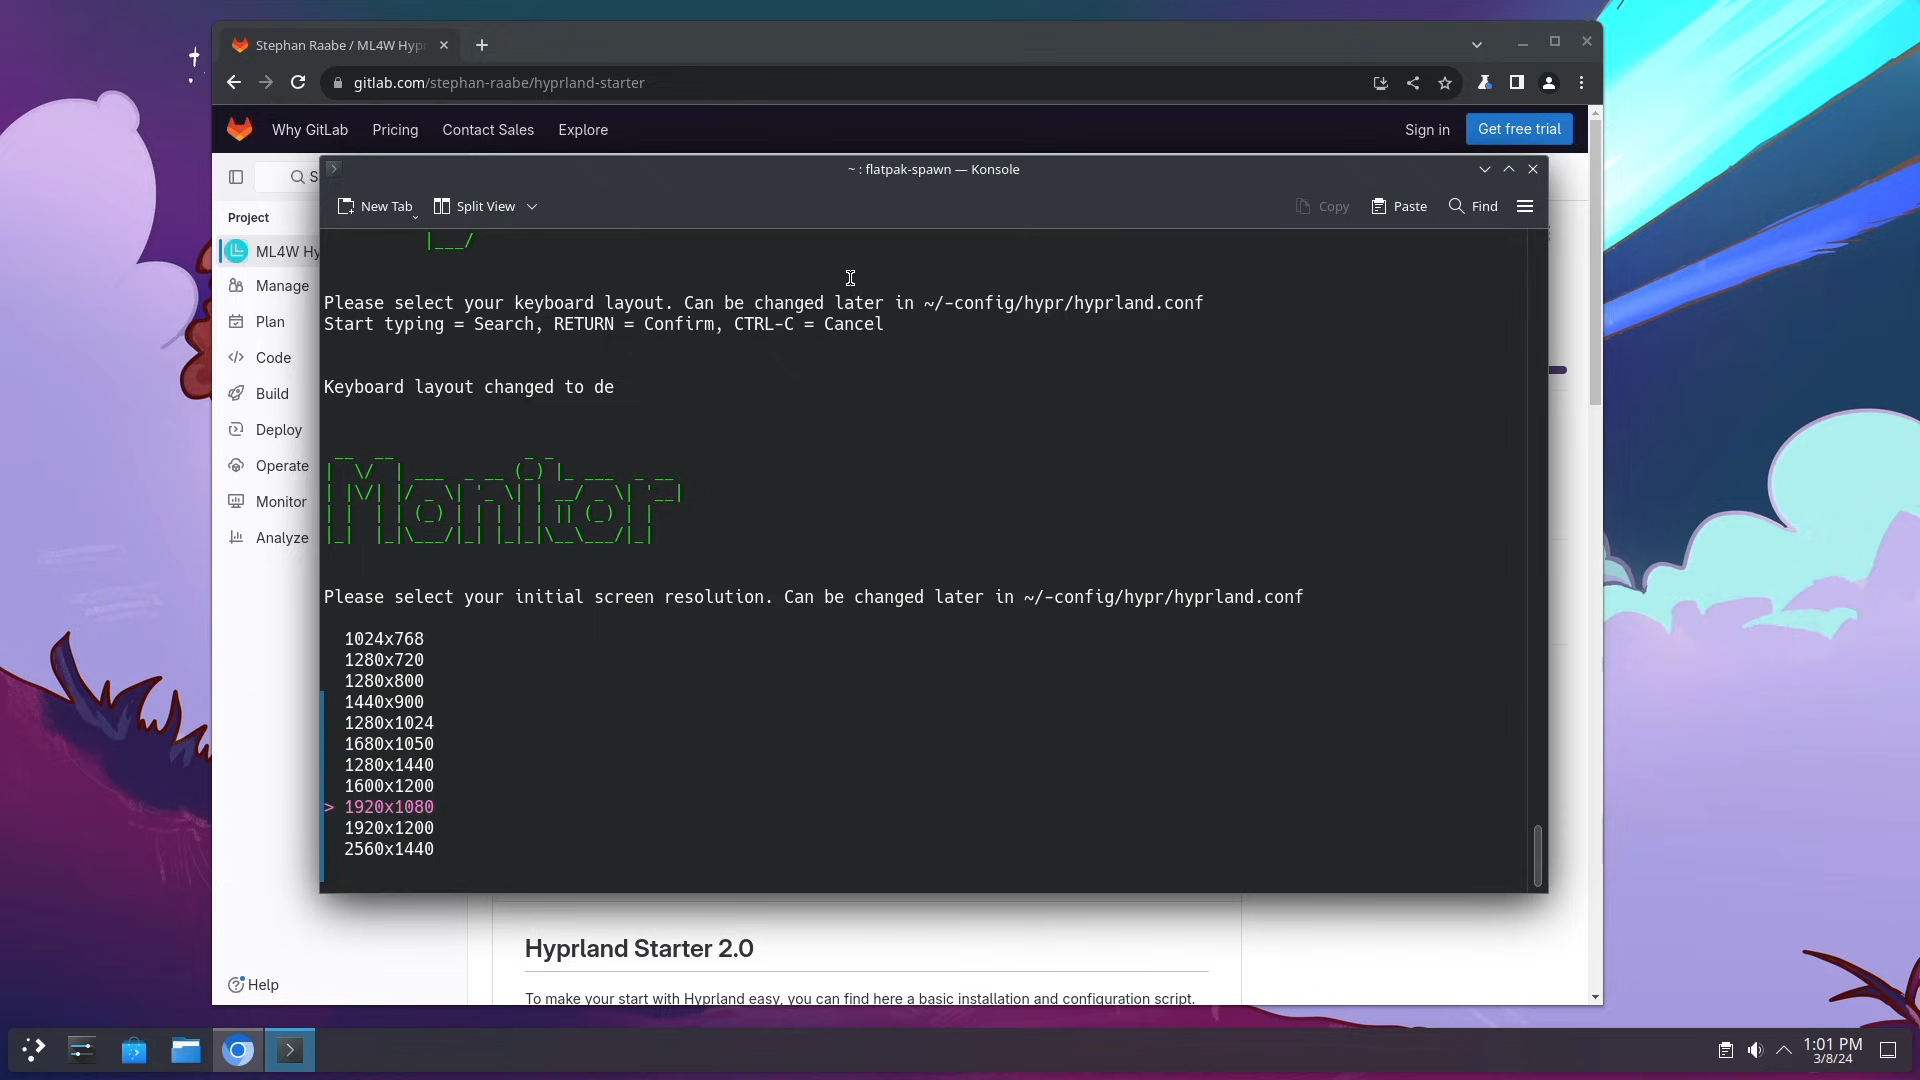 Stephan Raabe / ML4W Hypr
gitlab.com/stephan-raabe/hyprland-starter
Why GitLab
Pricing
Contact Sales
Explore
Sign in
Get free trial
Project
ML4W Hy
Manage
Plan
Code
Build
Deploy
Operate
Monitor
Analyze
Help
~ : flatpak-spawn — Konsole
New Tab
Split View
Copy
Paste
Find
Please select your keyboard layout. Can be changed later in ~/-config/hypr/hyprland.conf
Start typing = Search, RETURN = Confirm, CTRL-C = Cancel
Keyboard layout changed to de
Monitor
Please select your initial screen resolution. Can be changed later in ~/-config/hypr/hyprland.conf
1024x768
1280x720
1280x800
1440x900
1280x1024
1680x1050
1280x1440
1600x1200
> 1920x1080
1920x1200
2560x1440
Hyprland Starter 2.0
To make your start with Hyprland easy, you can find here a basic installation and configuration script.
1:01 PM
3/8/24